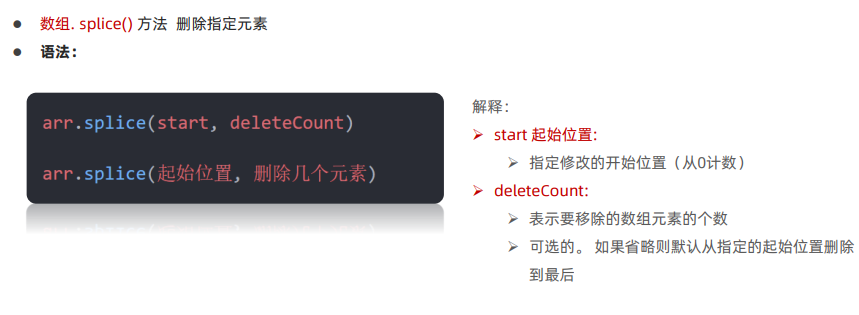 数组. splice() 方法 删除指定元素
语法：
arr.splice(start, deleteCount)
arr.splice(起始位置, 删除几个元素)
解释：
start 起始位置:
指定修改的开始位置（从0计数）
deleteCount:
表示要移除的数组元素的个数
可选的。 如果省略则默认从指定的起始位置删除
到最后